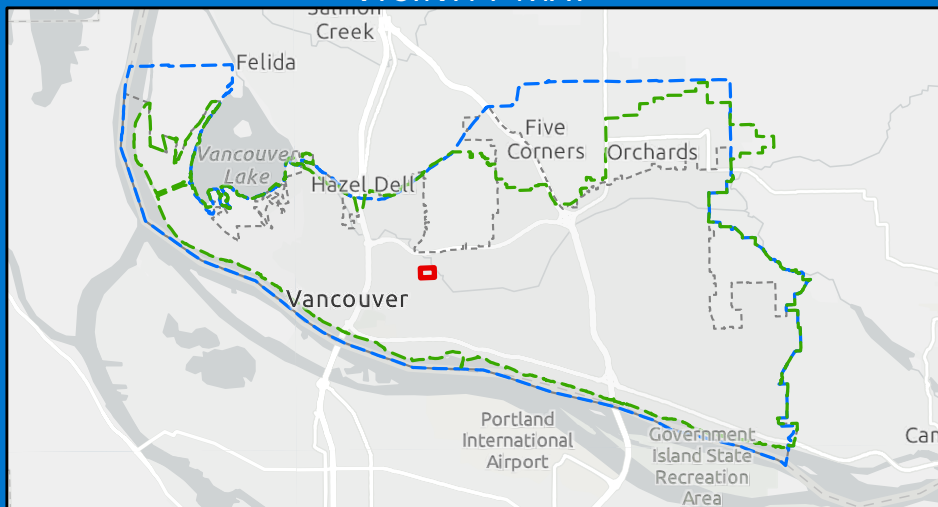 Salmon
Creek
Felida
Five
Corners
Orchards
Vancouver
Lake
Hazel Dell
Vancouver
Portland
International
Airport
Government
Island State
Recreation
Area